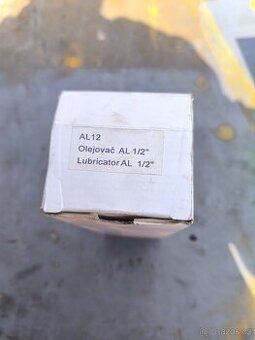 AL12
Olejovač AL 1/2"
Lubricator AL 1/2"